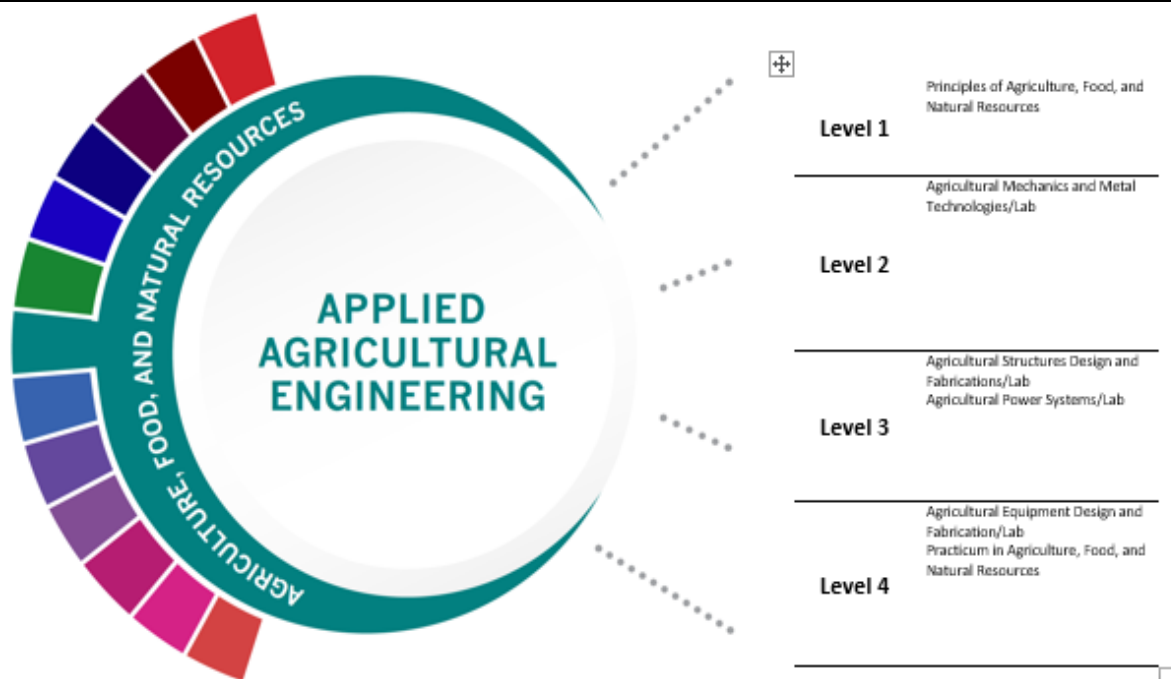 AGRICULTURE, FOOD, AND NATURAL RESOURCES
APPLIED
AGRICULTURAL
ENGINEERING
Level 1
Principles of Agriculture, Food, and
Natural Resources
Level 2
Agricultural Mechanics and Metal
Technologies/Lab
Level 3
Agricultural Structures Design and
Fabrications/Lab
Agricultural Power Systems/Lab
Level 4
Agricultural Equipment Design and
Fabrication/Lab
Practicum in Agriculture, Food, and
Natural Resources